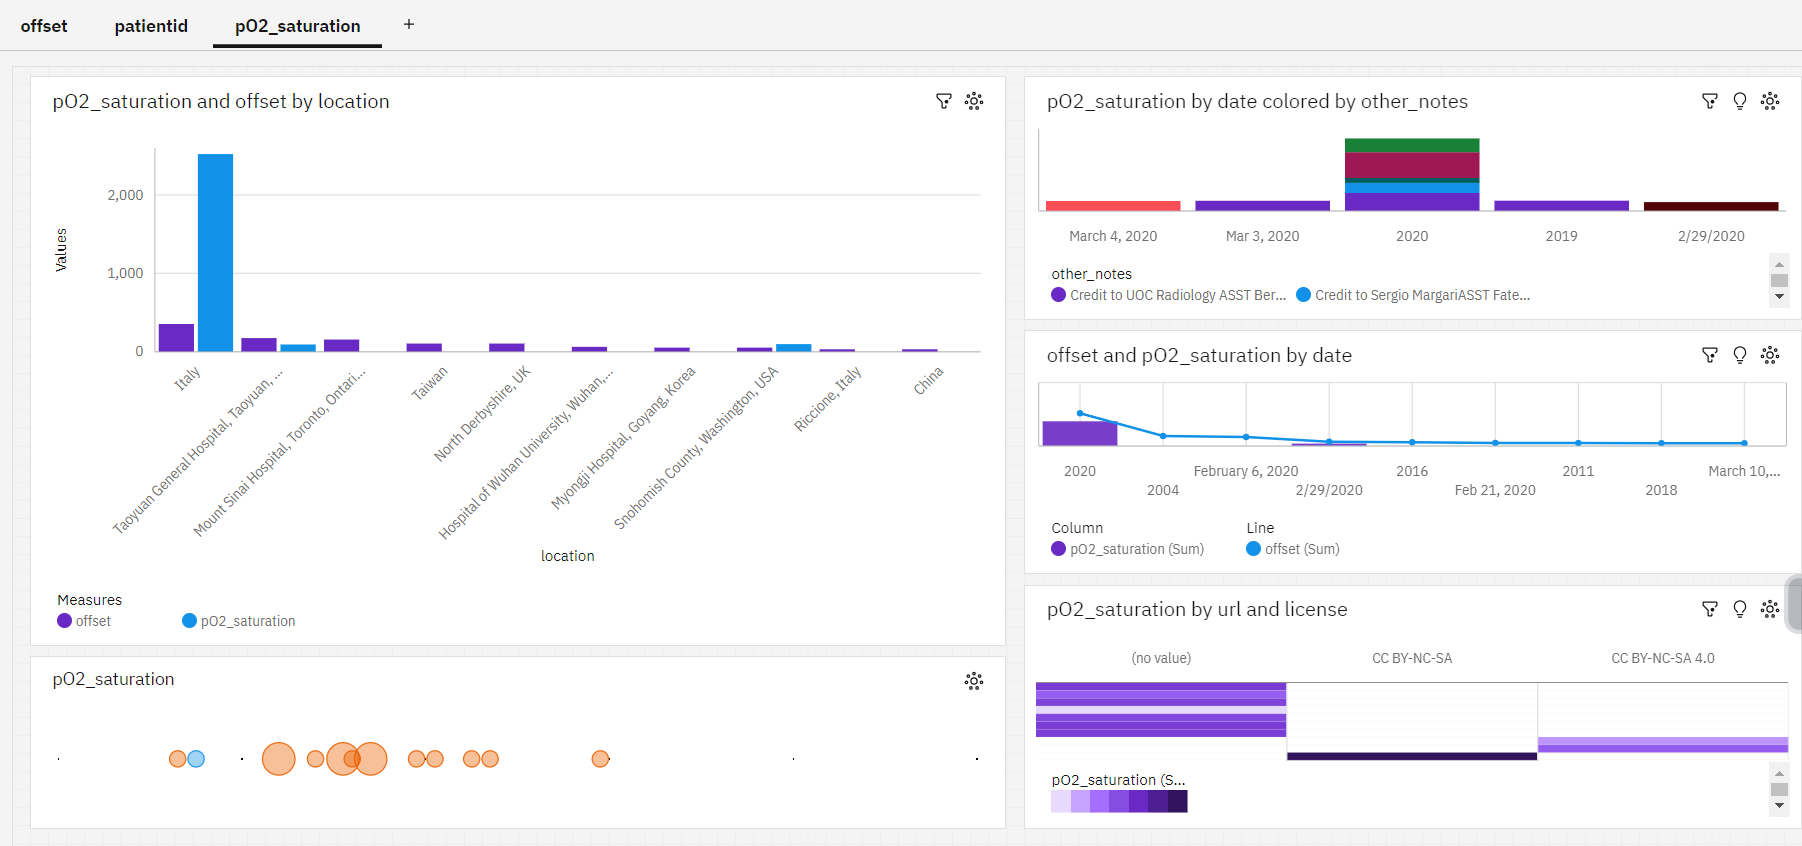 offset patientid pO2_saturation +
pO2_saturation and offset by location
Values
2,000
1,000
0
Italy
Taoyuan General Hospital, Taoyuan, ...
Mount Sinai Hospital, Toronto, Ontari...
Taiwan
North Derbyshire, UK
Hospital of Wuhan University, Wuhan,...
Myongji Hospital, Goyang, Korea
Snohomish County, Washington, USA
Riccione, Italy
China
location
Measures
offset pO2_saturation
pO2_saturation
pO2_saturation by date colored by other_notes
March 4, 2020 Mar 3, 2020 2020 2019 2/29/2020
other_notes
Credit to UOC Radiology ASST Ber... Credit to Sergio MargariASST Fate...
offset and pO2_saturation by date
2020 February 6, 2020 2016 2011 March 10,...
2004 2/29/2020 Feb 21, 2020 2018
Column Line
pO2_saturation (Sum) offset (Sum)
pO2_saturation by url and license
(no value) CC BY-NC-SA CC BY-NC-SA 4.0
pO2_saturation (S...